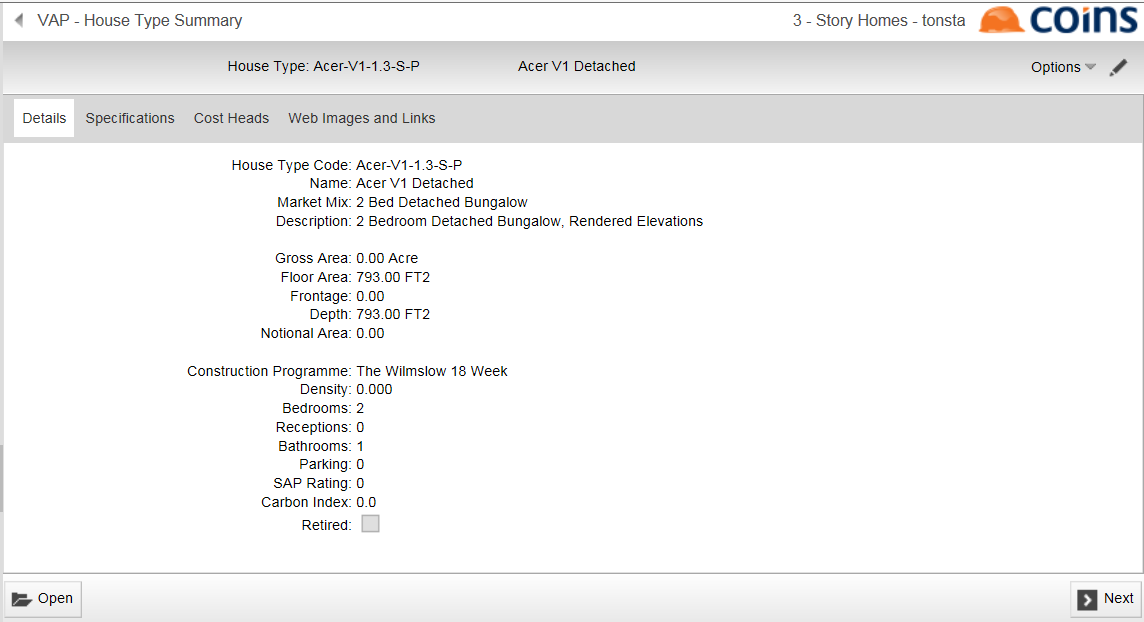 VAP - House Type Summary
3 - Story Homes - tonsta
coins
House Type: Acer-V1-1.3-S-P
Acer V1 Detached
Options
Details
Specifications
Cost Heads
Web Images and Links
House Type Code: Acer-V1-1.3-S-P
Name: Acer V1 Detached
Market Mix: 2 Bed Detached Bungalow
Description: 2 Bedroom Detached Bungalow, Rendered Elevations
Gross Area: 0.00 Acre
Floor Area: 793.00 FT2
Frontage: 0.00
Depth: 793.00 FT2
Notional Area: 0.00
Construction Programme: The Wilmslow 18 Week
Density: 0.000
Bedrooms: 2
Receptions: 0
Bathrooms: 1
Parking: 0
SAP Rating: 0
Carbon Index: 0.0
Retired:
Open
Next